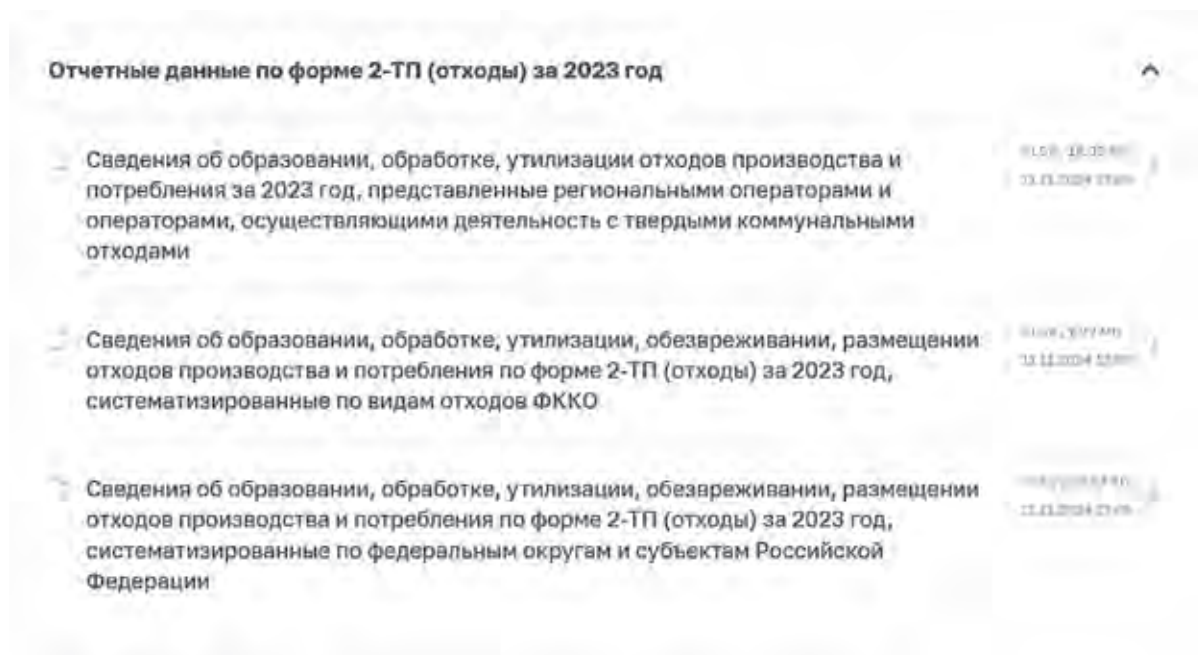 Отчетные данные по форме 2-ТП (отходы) за 2023 год
Сведения об образовании, обработке, утилизации отходов производства и
потребления за 2023 год, представленные региональными операторами и
операторами, осуществляющими деятельность с твердыми коммунальными
отходами
Сведения об образовании, обработке, утилизации, обезвреживании, размещении
отходов производства и потребления по форме 2-ТП (отходы) за 2023 год,
систематизированные по видам отходов ФККО
Сведения об образовании, обработке, утилизации, обезвреживании, размещении
отходов производства и потребления по форме 2-ТП (отходы) за 2023 год,
систематизированные по федеральным округам и субъектам Российской
Федерации